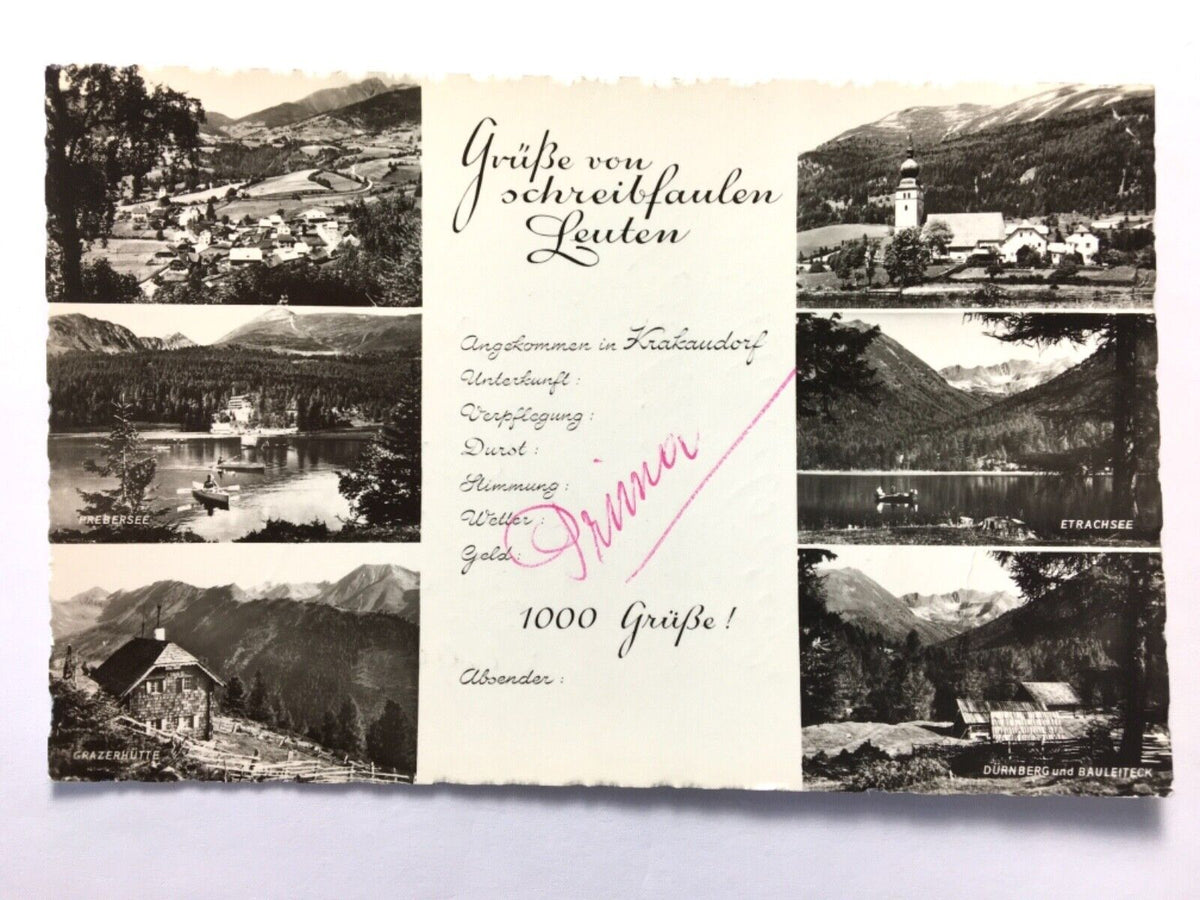 Grüße von
schreibfaulen
Leuten
Angekommen in Krakaudorf
Unterkunft:
Verpflegung:
Durst:
Stimmung:
Wetter:
Geld:
Prima
1000 Grüße!
Absender:
PREBERSEE
GRAZERHÜTTE
ETRACHSEE
DÜRNBERG und BAULEITECK